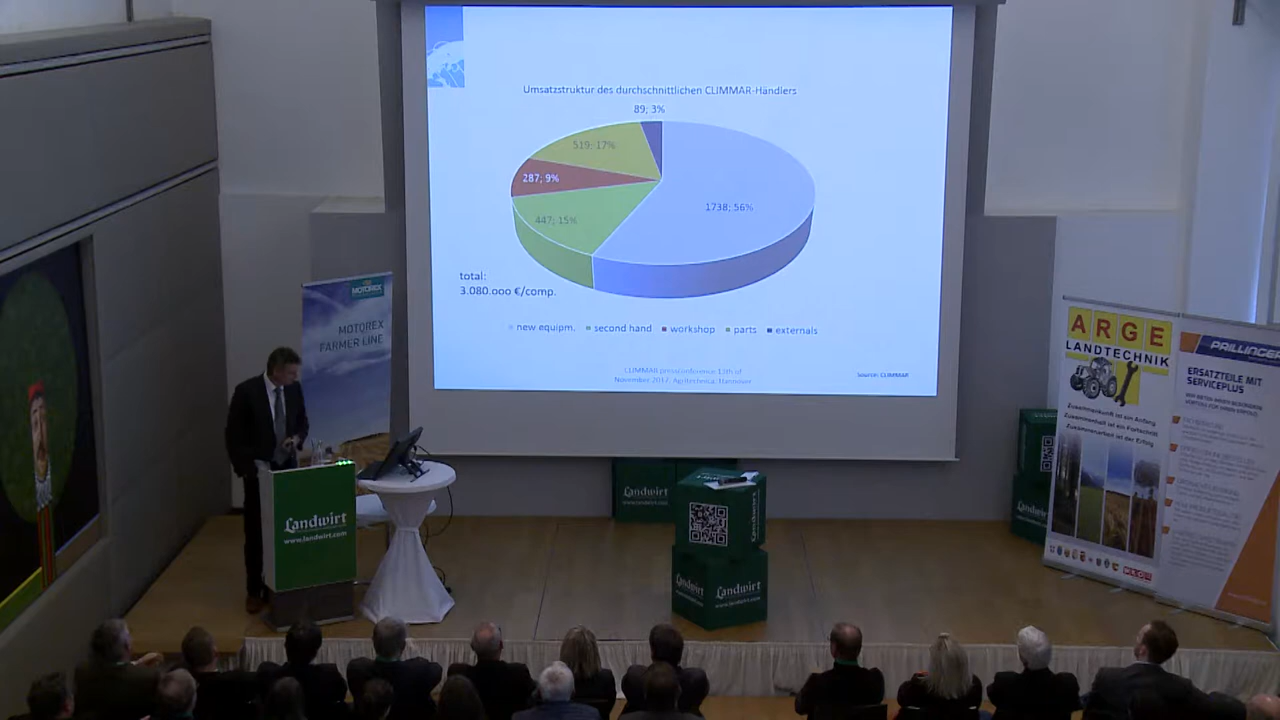 Umsatzstruktur des durchschnittlichen CLIMMAR-Händlers
89; 3%
519; 17%
287; 9%
1738; 56%
447; 15%
total:
3.080.000 €/comp.
new equipm.
second hand
workshop
parts
externals
CLIMMAR pressconference 13th of
November 2017, Agritechnica, Hannover
Source: CLIMMAR
MOTOREX
MOTOREX
FARMER LINE
Landwirt
www.landwirt.com
Landwirt
Landwirt
Landwirt
www.landwirt.com
ARGE
LANDTECHNIK
Zusammenkunft ist ein Anfang
Zusammenhalt ist ein Fortschritt
Zusammenarbeit ist der Erfolg
PRILLINGER
ERSATZTEILE MIT
SERVICEPLUS